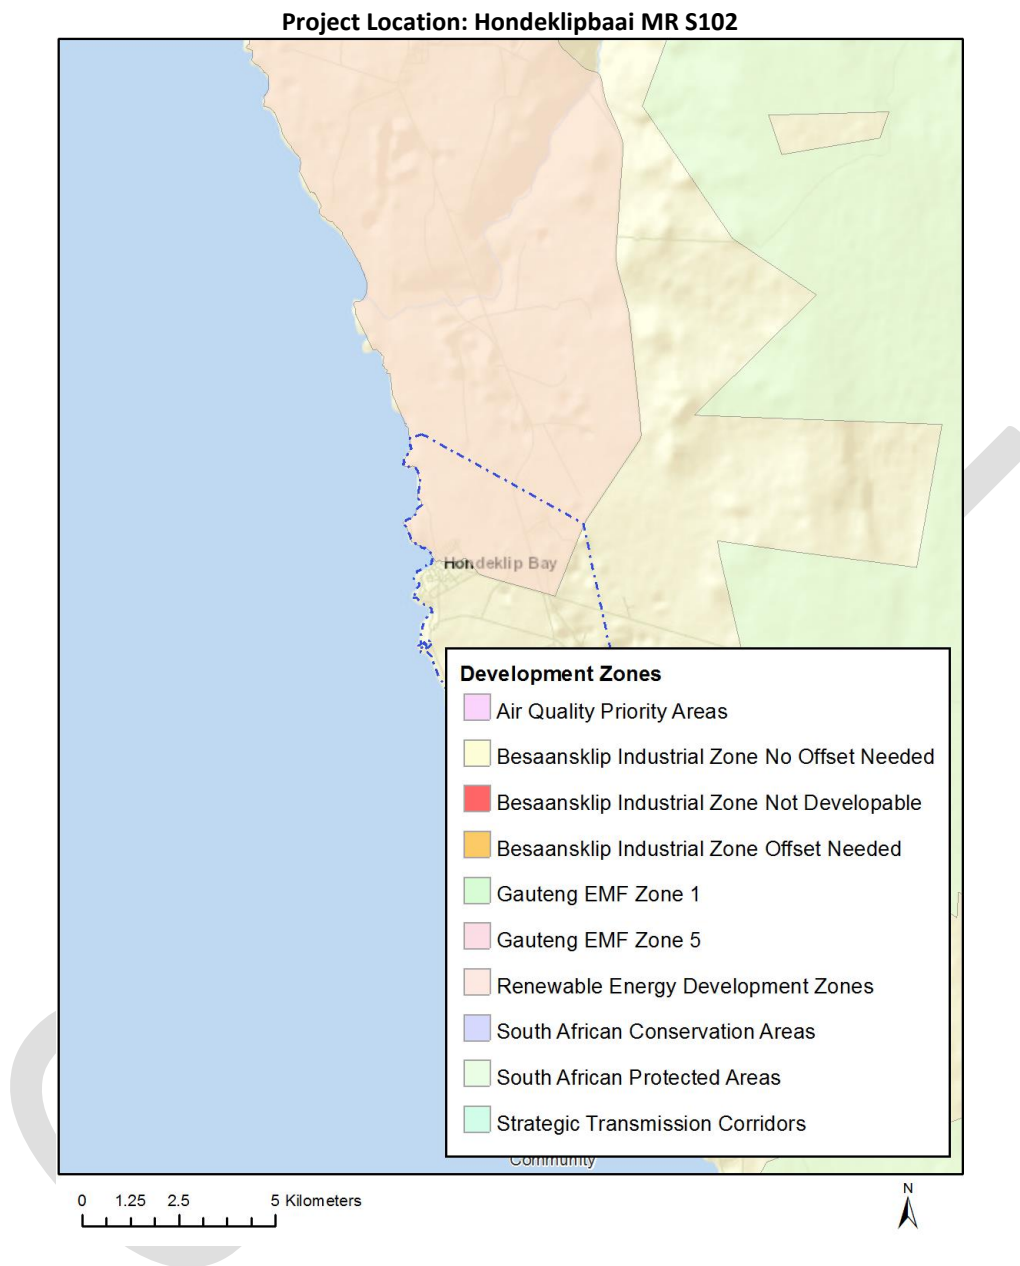 Project Location: Hondeklipbaai MR S102
Hon.deklip Bay
Development Zones
Air Quality Priority Areas
Besaansklip Industrial Zone No Offset Needed
Besaansklip Industrial Zone Not Developable
Besaansklip Industrial Zone Offset Needed
Gauteng EMF Zone 1
Gauteng EMF Zone 5
Renewable Energy Development Zones
South African Conservation Areas
South African Protected Areas
Strategic Transmission Corridors
Community
0 1.25 2.5 5 Kilometers
N